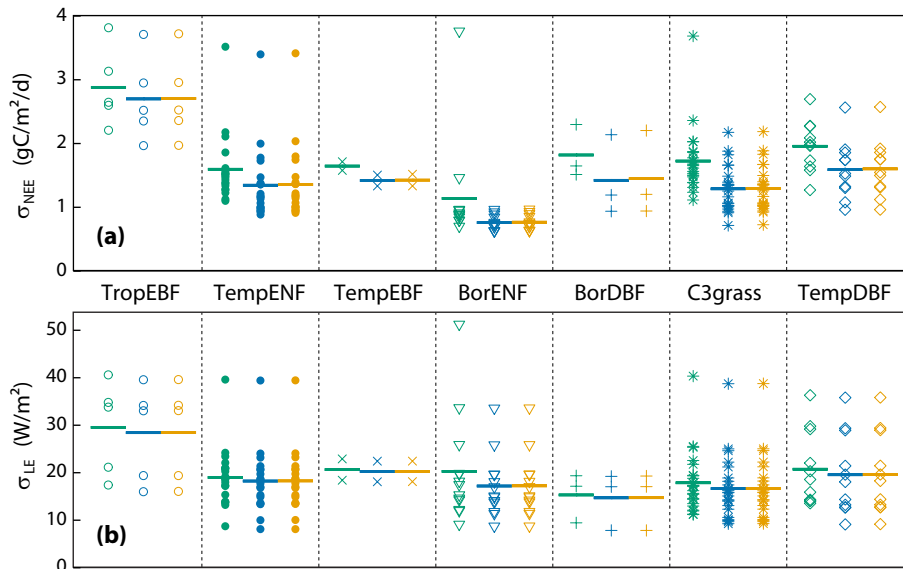 4
3
2
1
0
σNEE (gC/m²/d)
(a)
TropEBF TempENF TempEBF BorENF BorDBF C3grass TempDBF
50
40
30
20
10
0
σLE (W/m²)
(b)